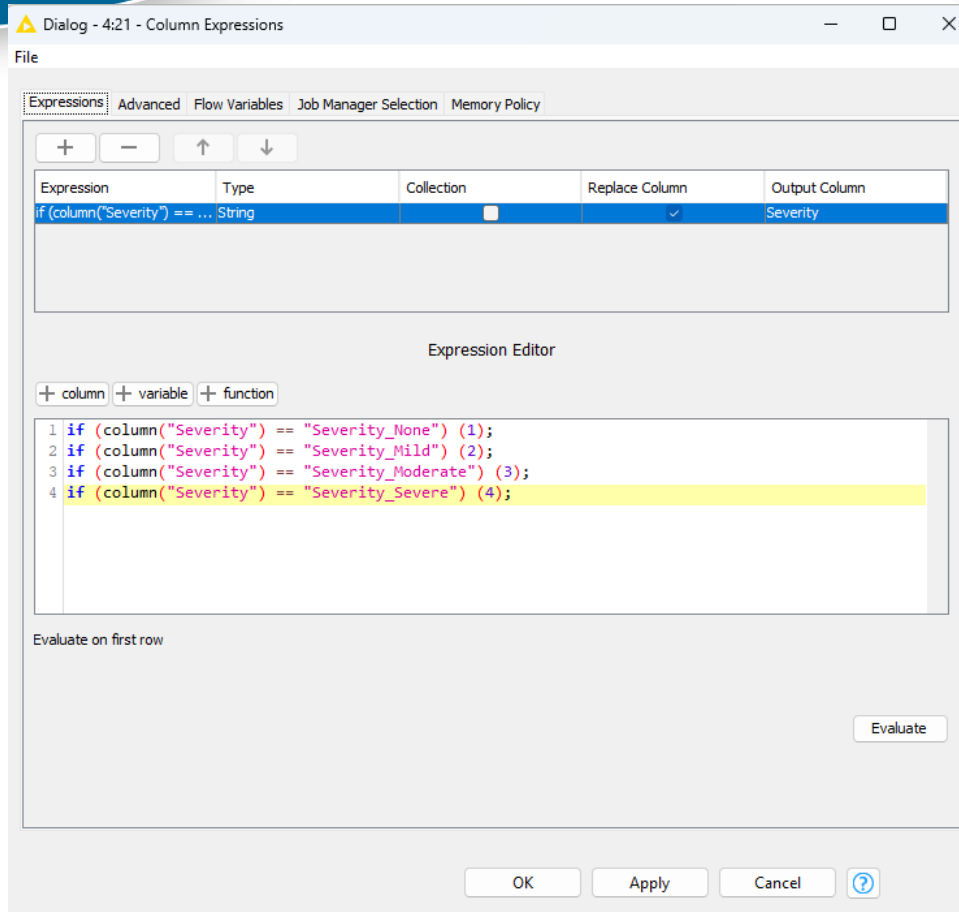 Dialog - 4:21 - Column Expressions
File
Expressions Advanced Flow Variables Job Manager Selection Memory Policy
Expression Type Collection Replace Column Output Column
if (column("Severity") == ... String Severity
Expression Editor
+ column + variable + function
1 if (column("Severity") == "Severity_None") (1);
2 if (column("Severity") == "Severity_Mild") (2);
3 if (column("Severity") == "Severity_Moderate") (3);
4 if (column("Severity") == "Severity_Severe") (4);
Evaluate on first row
Evaluate
OK Apply Cancel ?